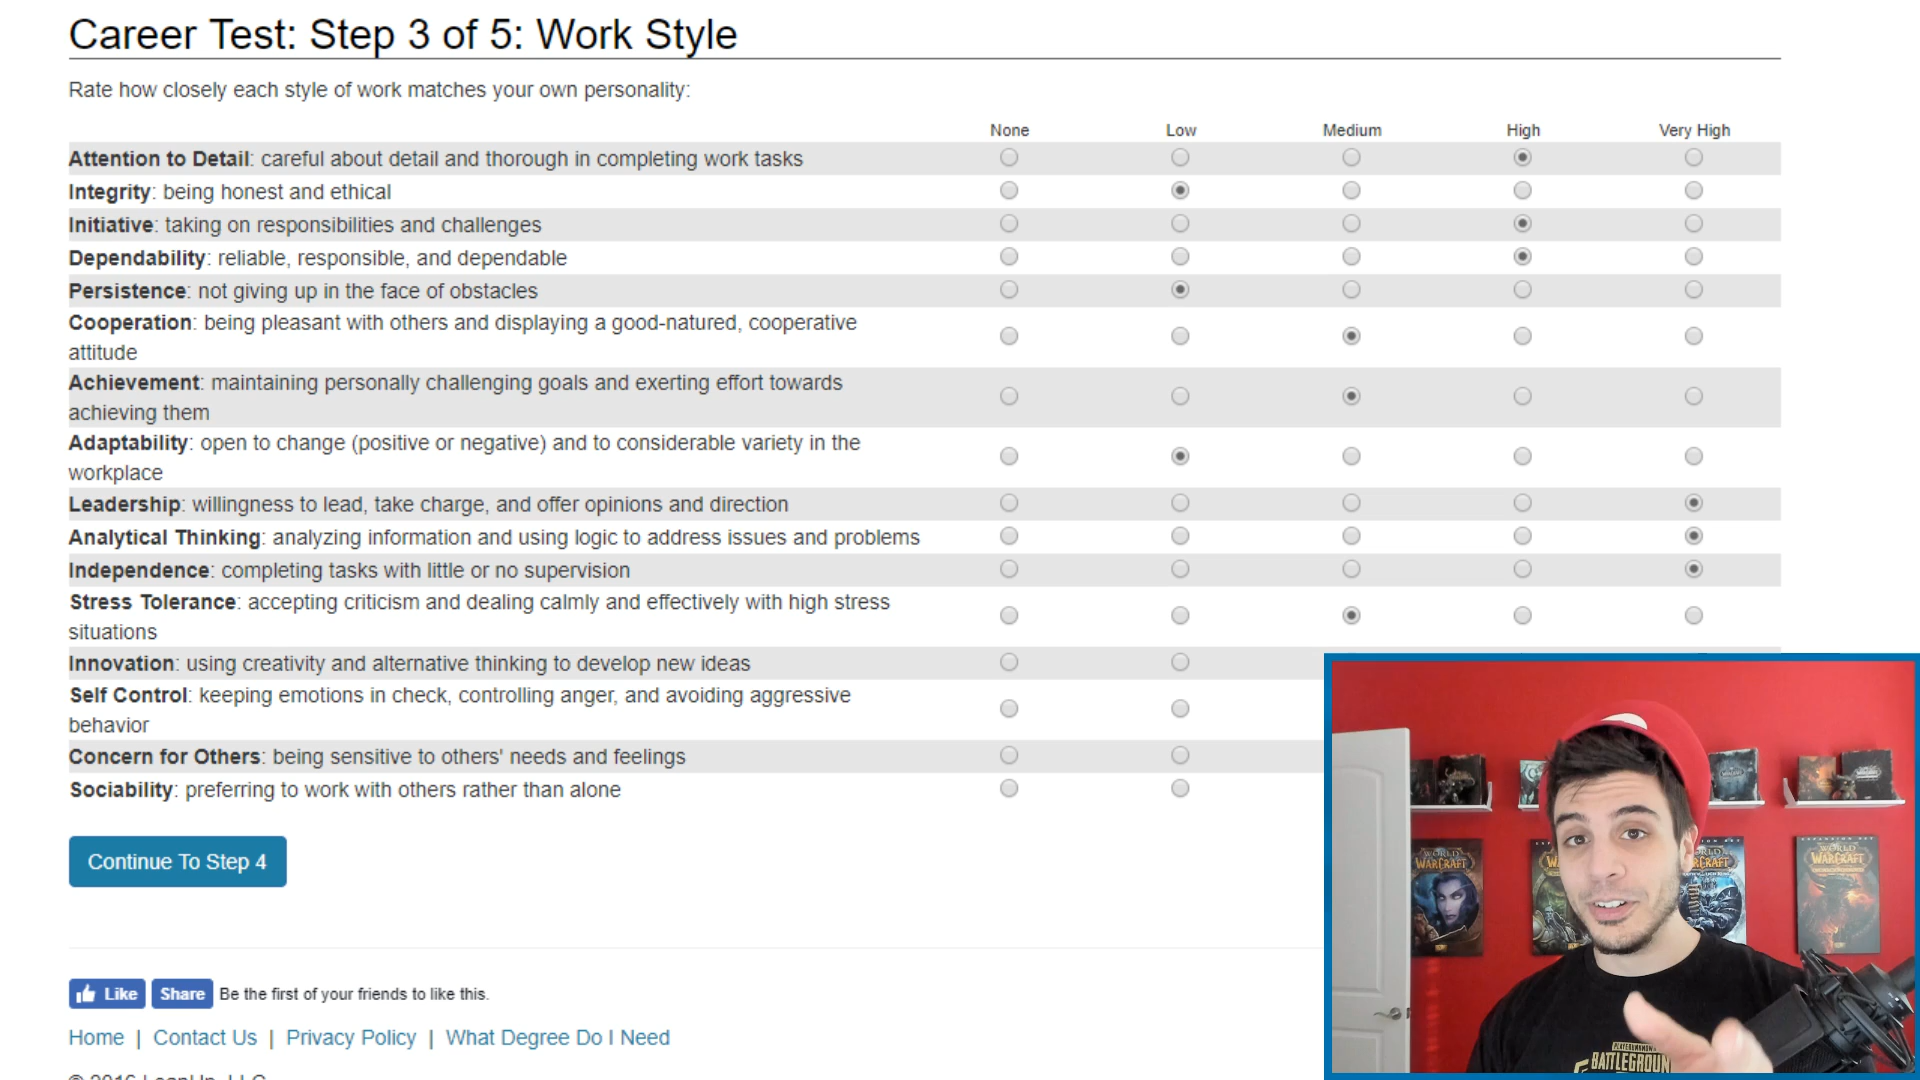 Career Test: Step 3 of 5: Work Style
Rate how closely each style of work matches your own personality:
None Low Medium High Very High
Attention to Detail: careful about detail and thorough in completing work tasks
Integrity: being honest and ethical
Initiative: taking on responsibilities and challenges
Dependability: reliable, responsible, and dependable
Persistence: not giving up in the face of obstacles
Cooperation: being pleasant with others and displaying a good-natured, cooperative
attitude
Achievement: maintaining personally challenging goals and exerting effort towards
achieving them
Adaptability: open to change (positive or negative) and to considerable variety in the
workplace
Leadership: willingness to lead, take charge, and offer opinions and direction
Analytical Thinking: analyzing information and using logic to address issues and problems
Independence: completing tasks with little or no supervision
Stress Tolerance: accepting criticism and dealing calmly and effectively with high stress
situations
Innovation: using creativity and alternative thinking to develop new ideas
Self Control: keeping emotions in check, controlling anger, and avoiding aggressive
behavior
Concern for Others: being sensitive to others' needs and feelings
Sociability: preferring to work with others rather than alone
Continue To Step 4
Like Share Be the first of your friends to like this.
Home | Contact Us | Privacy Policy | What Degree Do I Need
WORLD
WARCRAFT
WORLD
WARCRAFT
BATTLEGROUN